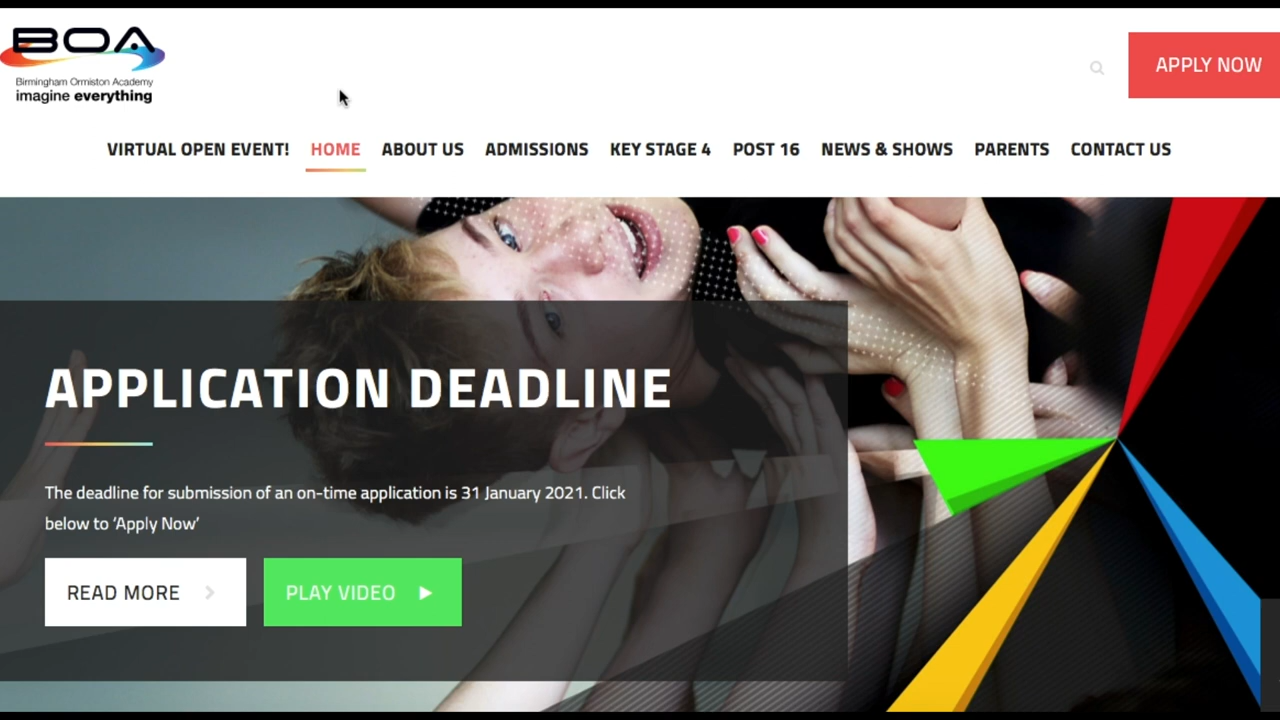 BOA
Birmingham Ormiston Academy
imagine everything
APPLY NOW
VIRTUAL OPEN EVENT! HOME ABOUT US ADMISSIONS KEY STAGE 4 POST 16 NEWS & SHOWS PARENTS CONTACT US
APPLICATION DEADLINE
The deadline for submission of an on-time application is 31 January 2021. Click
below to ‘Apply Now’
READ MORE PLAY VIDEO